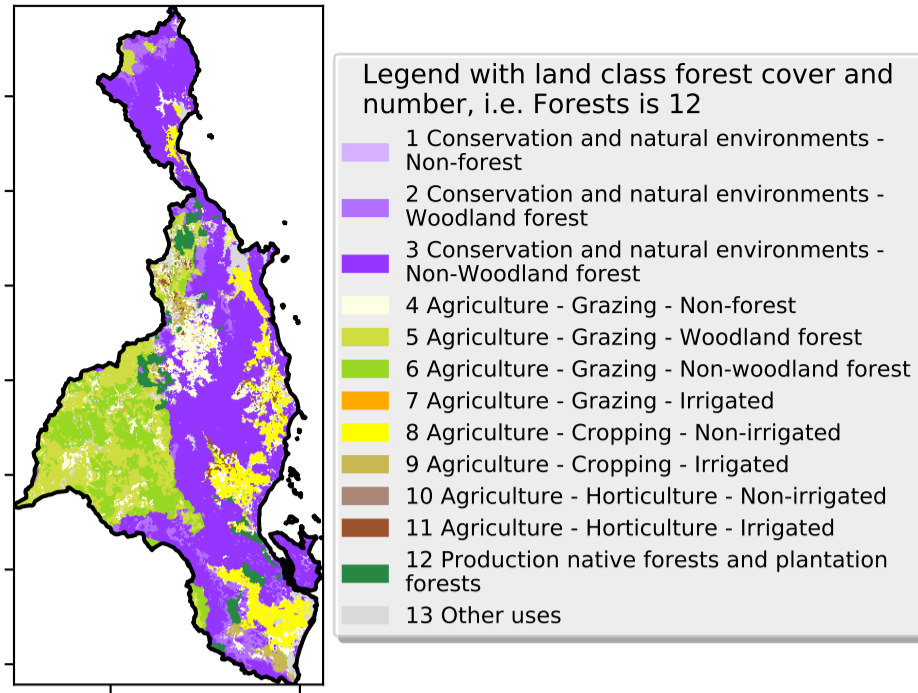 Legend with land class forest cover and
number, i.e. Forests is 12
1 Conservation and natural environments -
Non-forest
2 Conservation and natural environments -
Woodland forest
3 Conservation and natural environments -
Non-Woodland forest
4 Agriculture - Grazing - Non-forest
5 Agriculture - Grazing - Woodland forest
6 Agriculture - Grazing - Non-woodland forest
7 Agriculture - Grazing - Irrigated
8 Agriculture - Cropping - Non-irrigated
9 Agriculture - Cropping - Irrigated
10 Agriculture - Horticulture - Non-irrigated
11 Agriculture - Horticulture - Irrigated
12 Production native forests and plantation
forests
13 Other uses